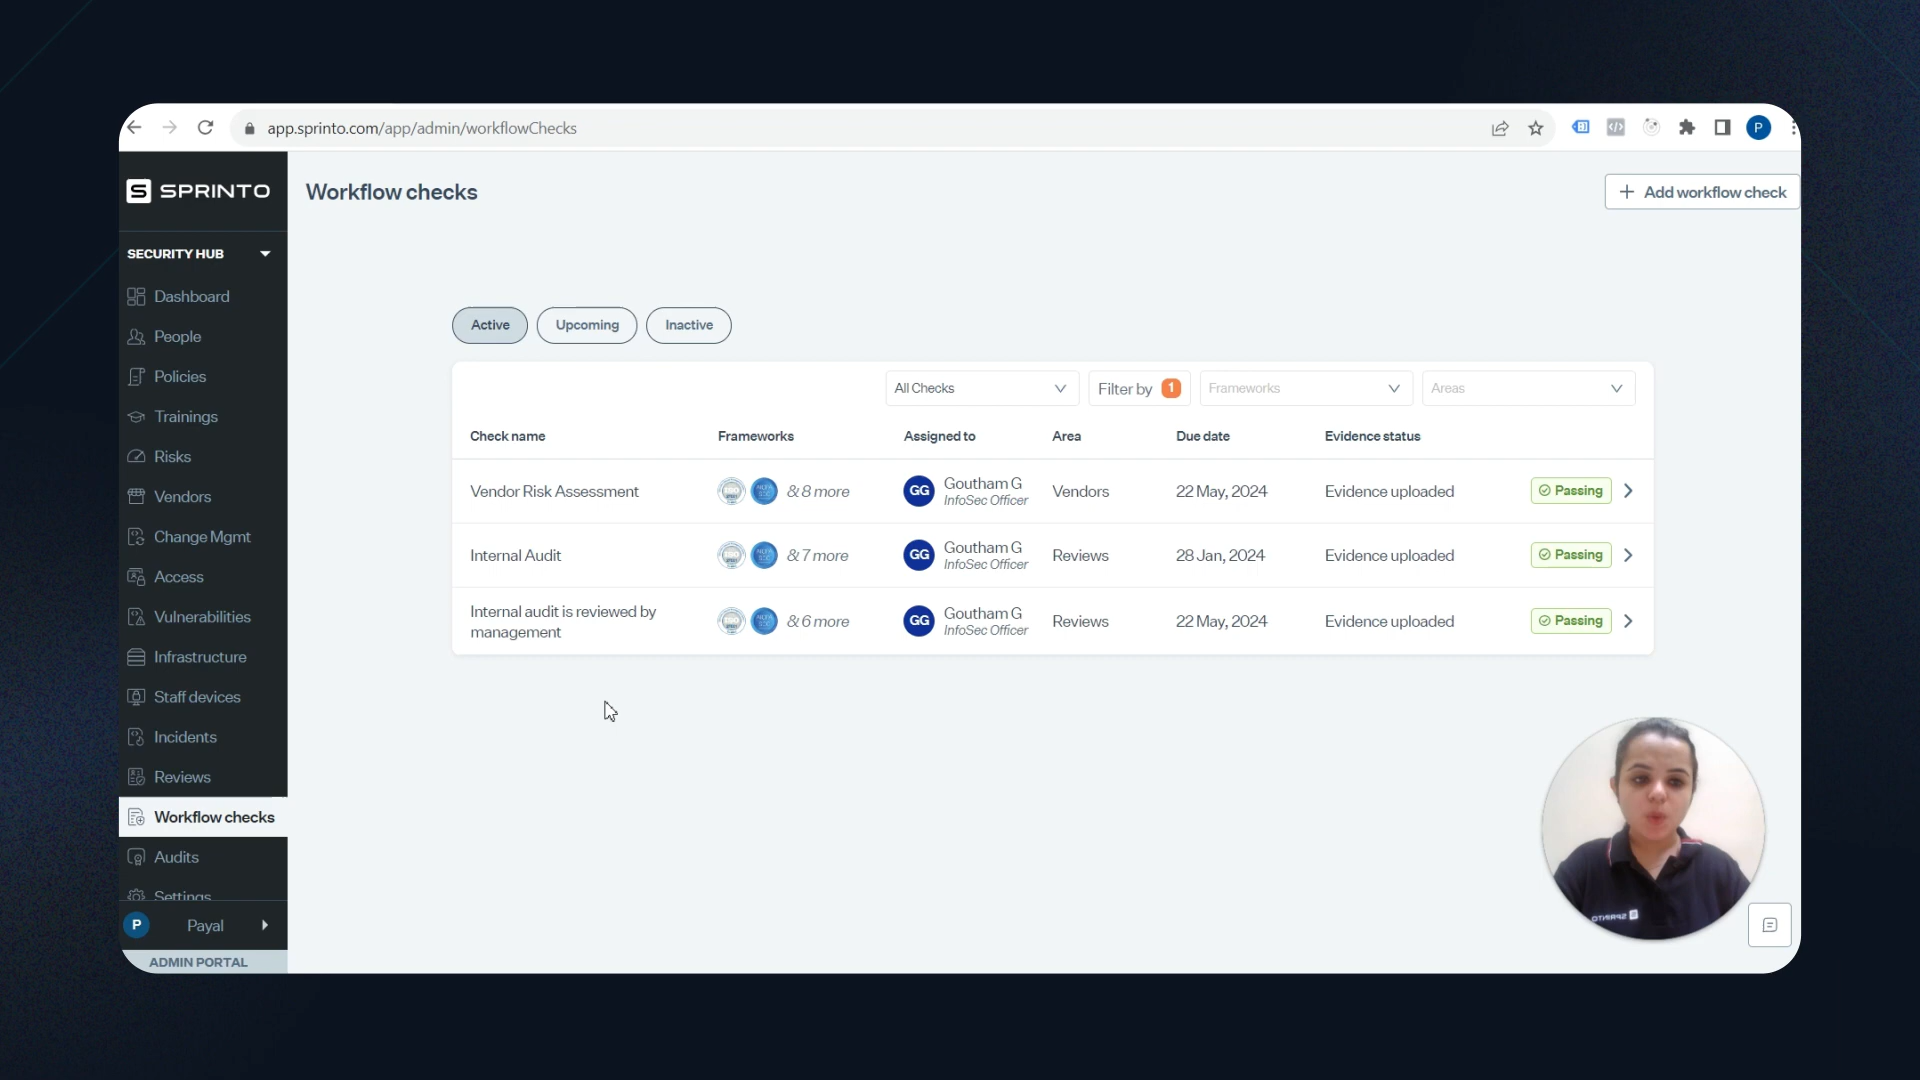 app.sprinto.com/app/admin/workflowChecks
P
S SPRINTO
Workflow checks
Add workflow check
SECURITY HUB
Dashboard
People
Policies
Trainings
Risks
Vendors
Change Mgmt
Access
Vulnerabilities
Infrastructure
Staff devices
Incidents
Reviews
Workflow checks
Audits
Settings
P Payal
ADMIN PORTAL
Active Upcoming Inactive
All Checks Filter by 1 Frameworks Areas
Check name Frameworks Assigned to Area Due date Evidence status
Vendor Risk Assessment & 8 more GG Goutham G Vendors 22 May, 2024 Evidence uploaded Passing
InfoSec Officer
Internal Audit & 7 more GG Goutham G Reviews 28 Jan, 2024 Evidence uploaded Passing
InfoSec Officer
Internal audit is reviewed by
management & 6 more GG Goutham G Reviews 22 May, 2024 Evidence uploaded Passing
InfoSec Officer